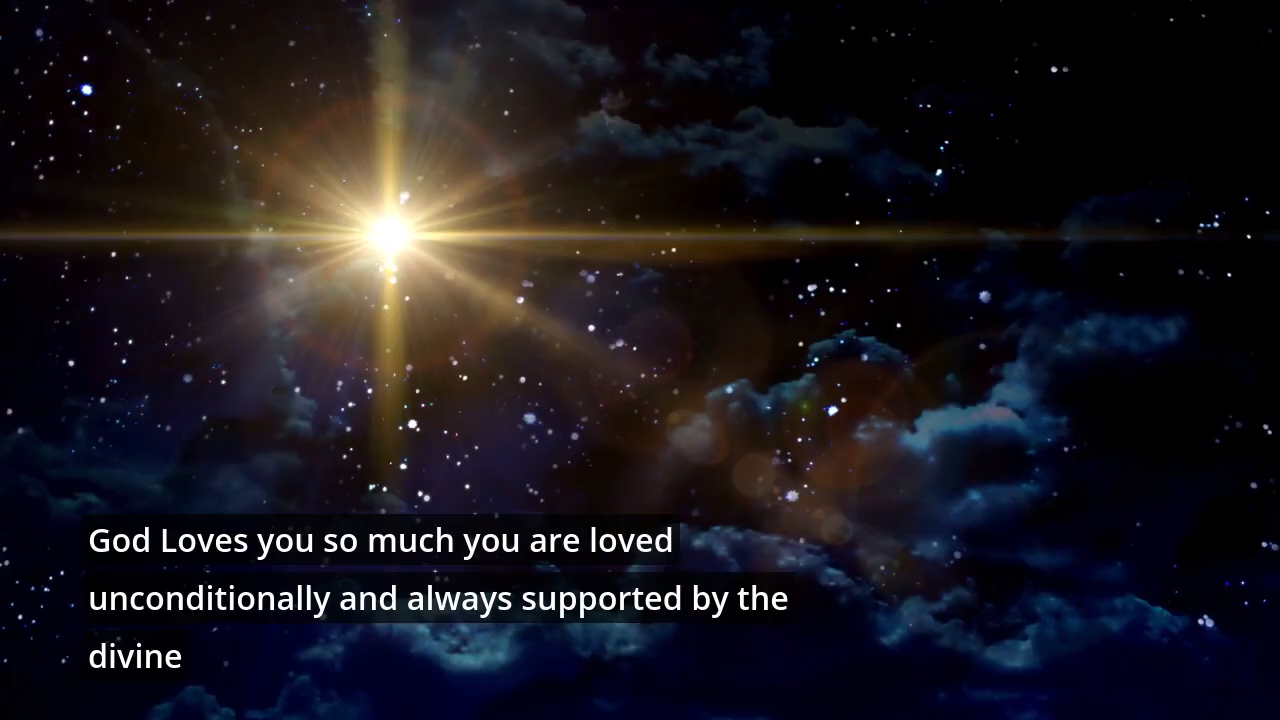 God Loves you so much you are loved
unconditionally and always supported by the
divine